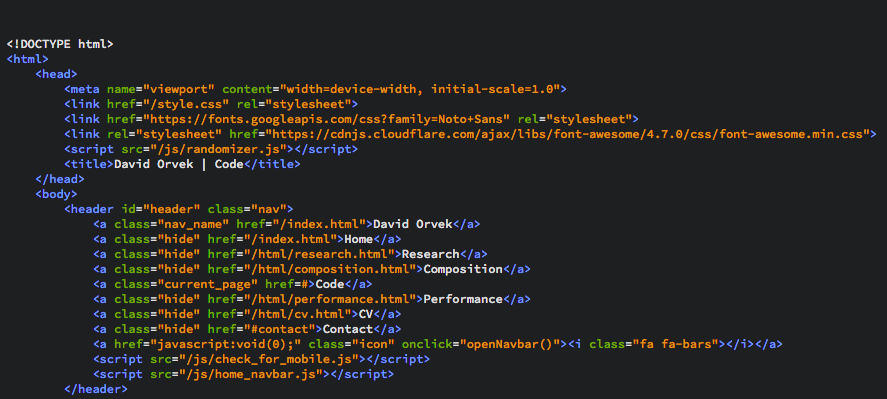 <!DOCTYPE html>
<html>
    <head>
        <meta name="viewport" content="width=device-width, initial-scale=1.0">
        <link href="/style.css" rel="stylesheet">
        <link href="https://fonts.googleapis.com/css?family=Noto+Sans" rel="stylesheet">
        <link rel="stylesheet" href="https://cdnjs.cloudflare.com/ajax/libs/font-awesome/4.7.0/css/font-awesome.min.css">
        <script src="/js/randomizer.js"></script>
        <title>David Orvek | Code</title>
    </head>
    <body>
        <header id="header" class="nav">
            <a class="nav_name" href="/index.html">David Orvek</a>
            <a class="hide" href="/index.html">Home</a>
            <a class="hide" href="/html/research.html">Research</a>
            <a class="hide" href="/html/composition.html">Composition</a>
            <a class="current_page" href=#>Code</a>
            <a class="hide" href="/html/performance.html">Performance</a>
            <a class="hide" href="/html/cv.html">CV</a>
            <a class="hide" href="#contact">Contact</a>
            <a href="javascript:void(0);" class="icon" onclick="openNavbar()"><i class="fa fa-bars"></i></a>
            <script src="/js/check_for_mobile.js"></script>
            <script src="/js/home_navbar.js"></script>
        </header>